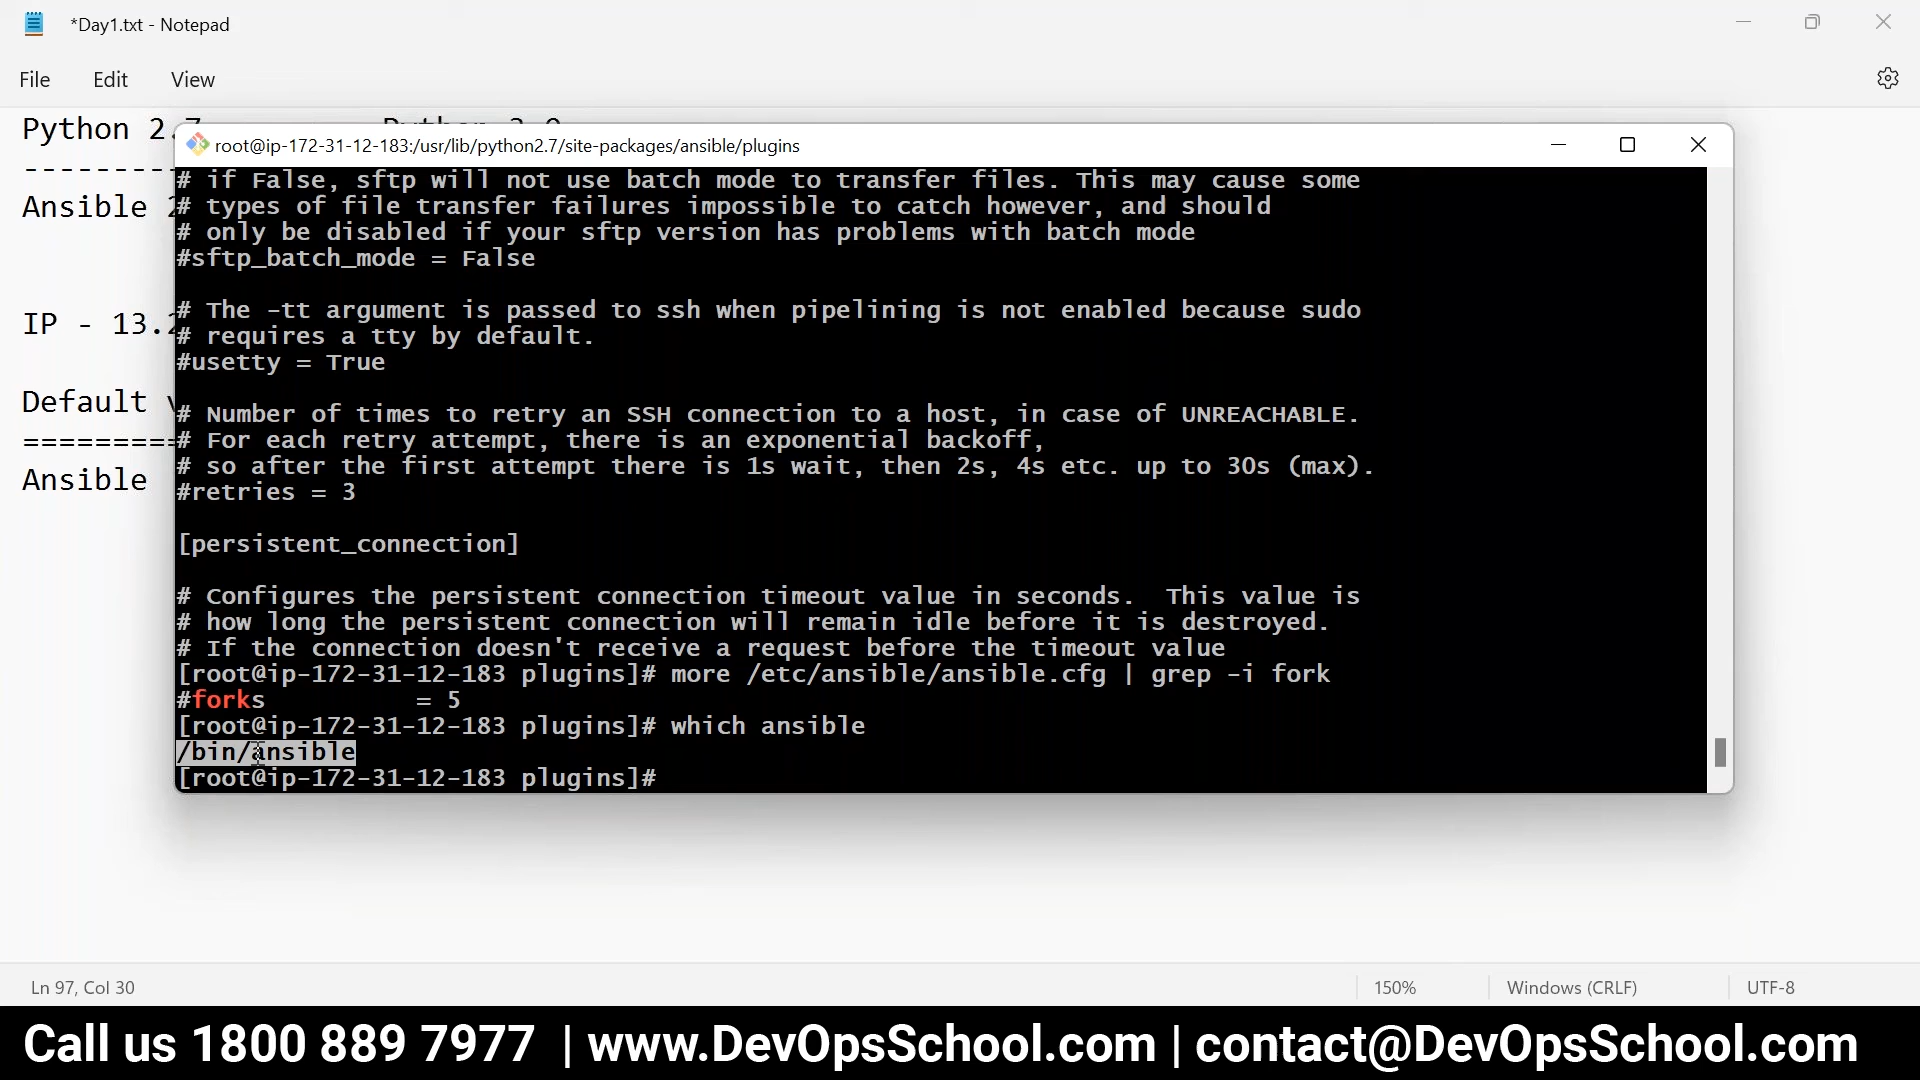 *Day1.txt - Notepad
File Edit View
Python 2.7
---------
Ansible
IP - 13.2
Default
=========
Ansible
root@ip-172-31-12-183:/usr/lib/python2.7/site-packages/ansible/plugins
# if False, sftp will not use batch mode to transfer files. This may cause some
# types of file transfer failures impossible to catch however, and should
# only be disabled if your sftp version has problems with batch mode
#sftp_batch_mode = False
# The -tt argument is passed to ssh when pipelining is not enabled because sudo
# requires a tty by default.
#usetty = True
# Number of times to retry an SSH connection to a host, in case of UNREACHABLE.
# For each retry attempt, there is an exponential backoff,
# so after the first attempt there is 1s wait, then 2s, 4s etc. up to 30s (max).
#retries = 3
[persistent_connection]
# Configures the persistent connection timeout value in seconds.  This value is
# how long the persistent connection will remain idle before it is destroyed.
# If the connection doesn't receive a request before the timeout value
[root@ip-172-31-12-183 plugins]# more /etc/ansible/ansible.cfg | grep -i fork
#forks          = 5
[root@ip-172-31-12-183 plugins]# which ansible
/bin/ansible
[root@ip-172-31-12-183 plugins]#
Ln 97, Col 30 150% Windows (CRLF) UTF-8
Call us 1800 889 7977 | www.DevOpsSchool.com | contact@DevOpsSchool.com